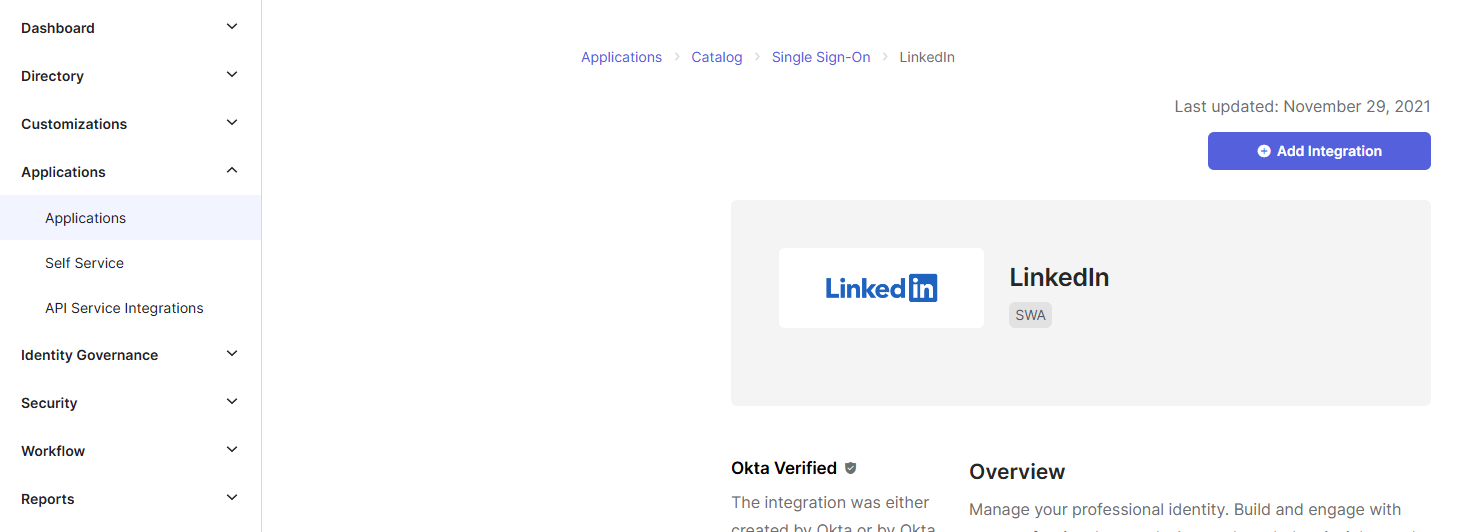 Dashboard
Directory
Customizations
Applications
Applications
Self Service
API Service Integrations
Identity Governance
Security
Workflow
Reports
Applications > Catalog > Single Sign-On > LinkedIn
Last updated: November 29, 2021
Add Integration
Linkedin
LinkedIn
SWA
Okta Verified
The integration was either
created by Okta or by Okta
Overview
Manage your professional identity. Build and engage with